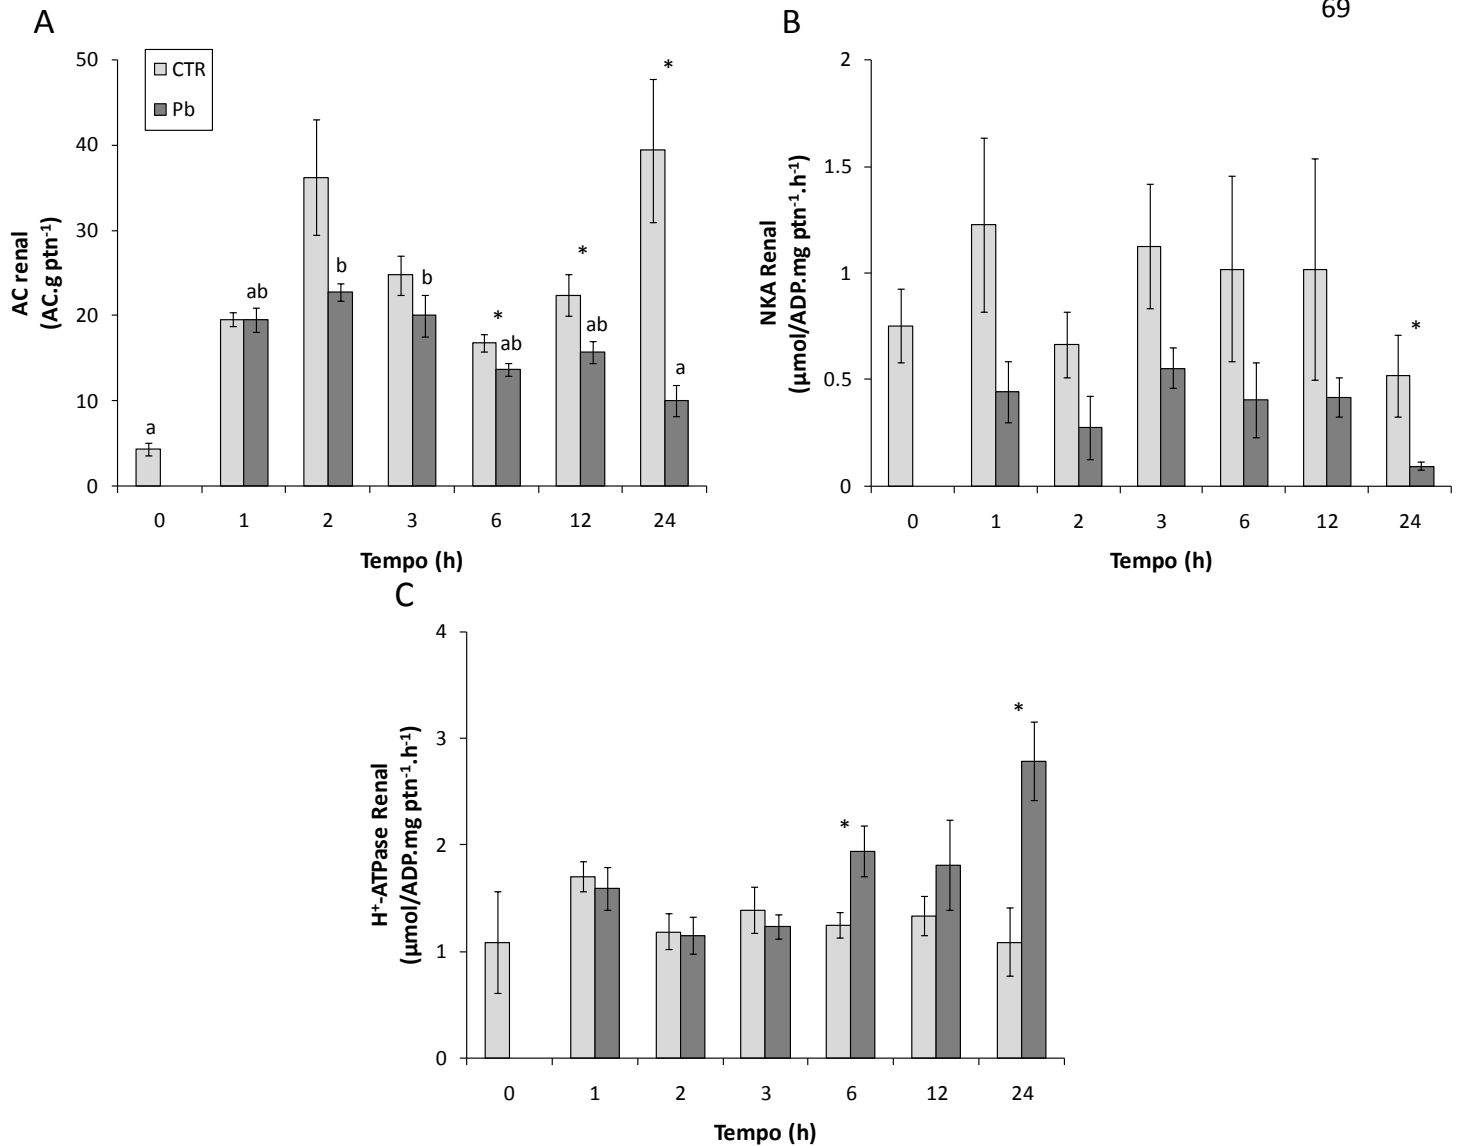 69
A
CTR
Pb
50
40
30
20
10
0
AC renal
(AC.g ptn⁻¹)
a
ab
b
b
*
ab
*
ab
*
a
0 1 2 3 6 12 24
Tempo (h)
B
2
1.5
1
0.5
0
NKA Renal
(µmol/ADP.mg ptn⁻¹.h⁻¹)
*
0 1 2 3 6 12 24
Tempo (h)
C
4
3
2
1
0
H⁺-ATPase Renal
(µmol/ADP.mg ptn⁻¹.h⁻¹)
*
*
0 1 2 3 6 12 24
Tempo (h)